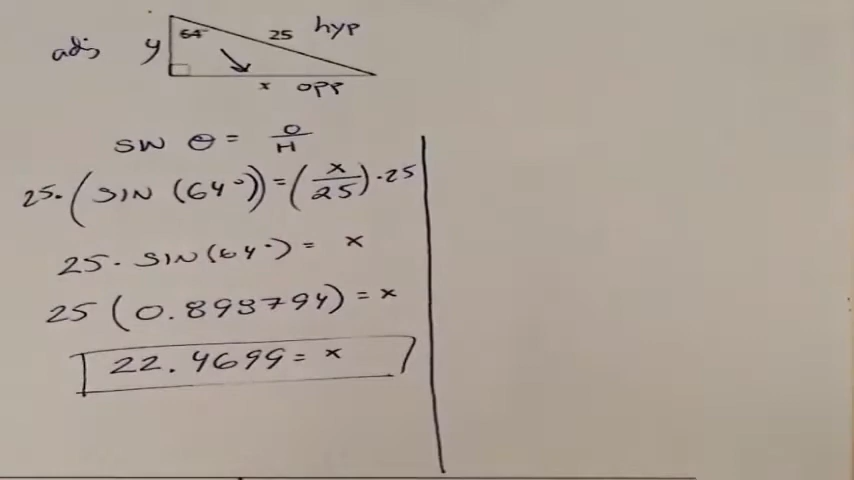 64° 25 hyp
adj y
x opp
SIN θ = O/H
25·(SIN (64°)) = (x/25)·25
25· SIN(64°) = x
25 (0.898794) = x
22.4699 = x